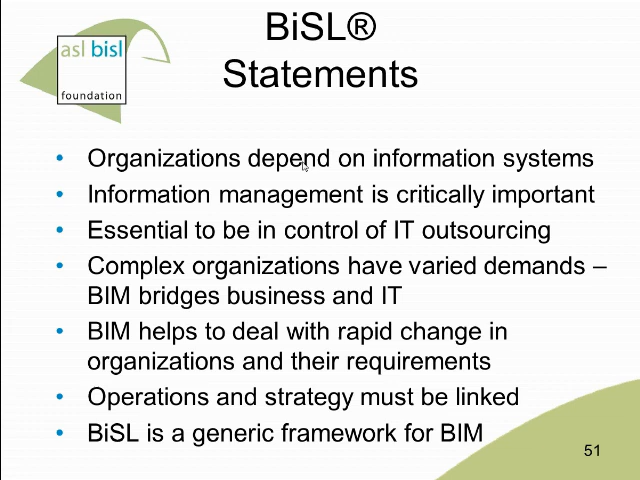 BiSL®
Statements
asl bisl
foundation
• Organizations depend on information systems
• Information management is critically important
• Essential to be in control of IT outsourcing
• Complex organizations have varied demands –
BIM bridges business and IT
• BIM helps to deal with rapid change in
organizations and their requirements
• Operations and strategy must be linked
• BiSL is a generic framework for BIM
51